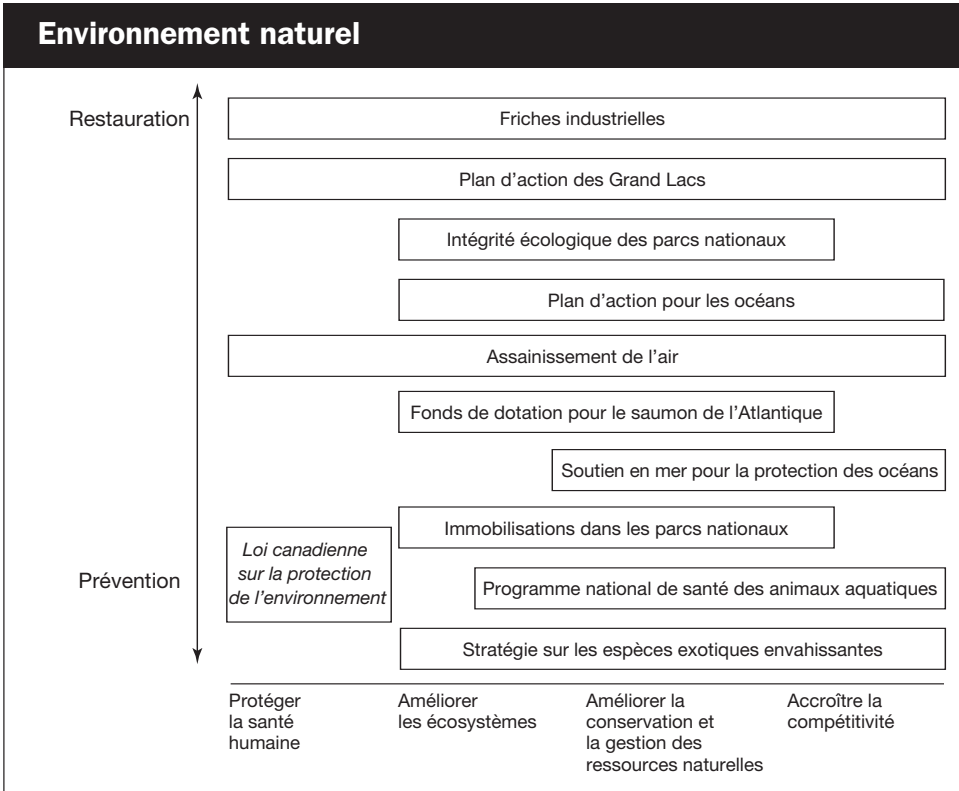 Environnement naturel
Restauration
Friches industrielles
Plan d’action des Grand Lacs
Intégrité écologique des parcs nationaux
Plan d’action pour les océans
Assainissement de l’air
Fonds de dotation pour le saumon de l’Atlantique
Soutien en mer pour la protection des océans
Immobilisations dans les parcs nationaux
Loi canadienne
sur la protection
de l’environnement
Prévention
Programme national de santé des animaux aquatiques
Stratégie sur les espèces exotiques envahissantes
Protéger
la santé
humaine
Améliorer
les écosystèmes
Améliorer la
conservation et
la gestion des
ressources naturelles
Accroître la
compétitivité